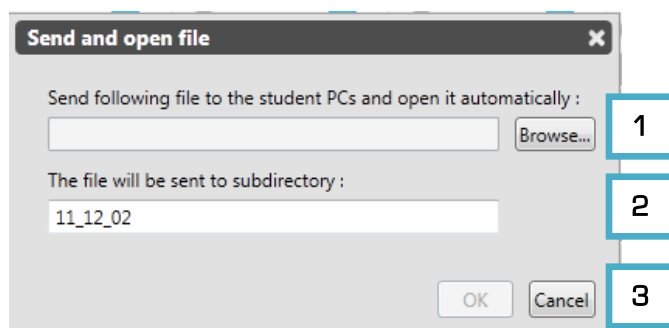 Send and open file
Send following file to the student PCs and open it automatically :
Browse...
1
The file will be sent to subdirectory :
11_12_02
2
OK
Cancel
3